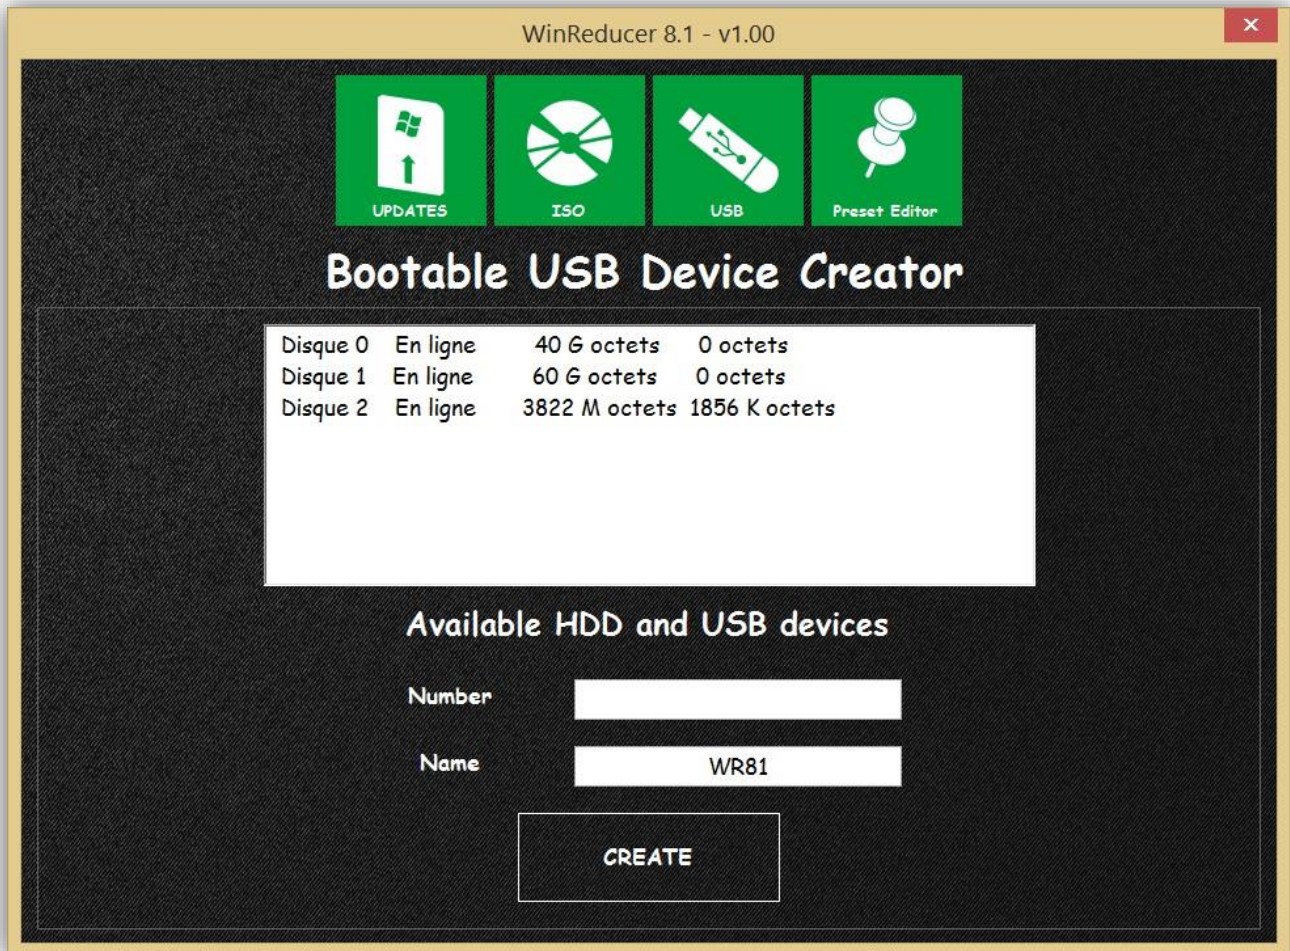 WinReducer 8.1 - v1.00
UPDATES ISO USB Preset Editor
Bootable USB Device Creator
Disque 0 En ligne 40 G octets 0 octets
Disque 1 En ligne 60 G octets 0 octets
Disque 2 En ligne 3822 M octets 1856 K octets
Available HDD and USB devices
Number
Name WR81
CREATE